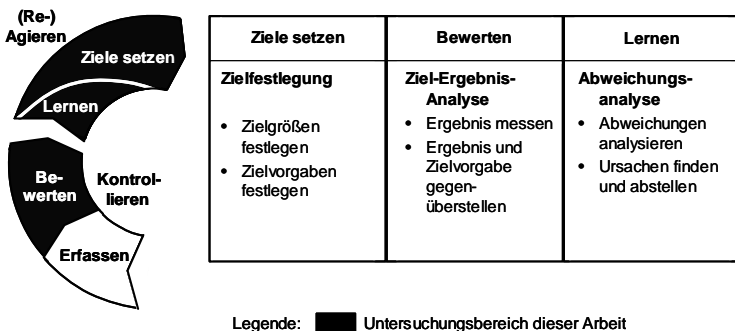 (Re-)
Agieren
Ziele setzen
Lernen
Be-
werten
Kontrol-
lieren
Erfassen
Ziele setzen
Zielfestlegung
• Zielgrößen
festlegen
• Zielvorgaben
festlegen
Bewerten
Ziel-Ergebnis-
Analyse
• Ergebnis messen
• Ergebnis und
Zielvorgabe
gegen-
überstellen
Lernen
Abweichungs-
analyse
• Abweichungen
analysieren
• Ursachen finden
und abstellen
Legende: Untersuchungsbereich dieser Arbeit